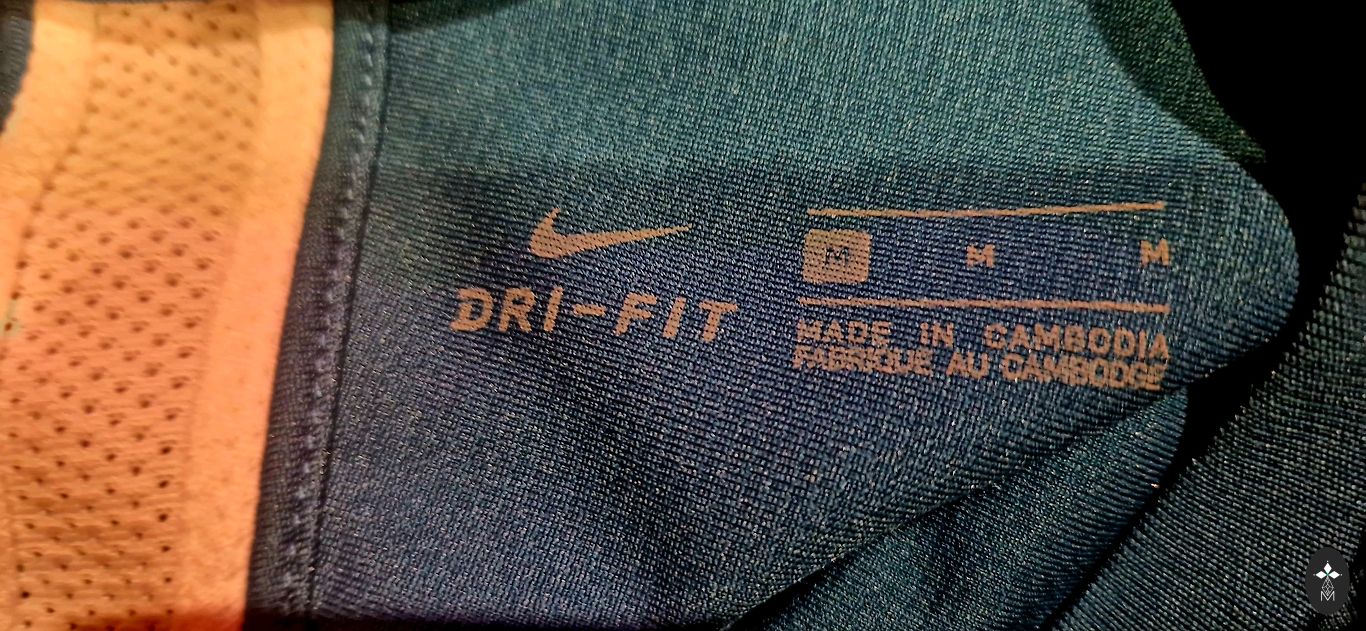 DRI-FIT
M M M
MADE IN CAMBODIA
FABRIQUE AU CAMBODGE
M